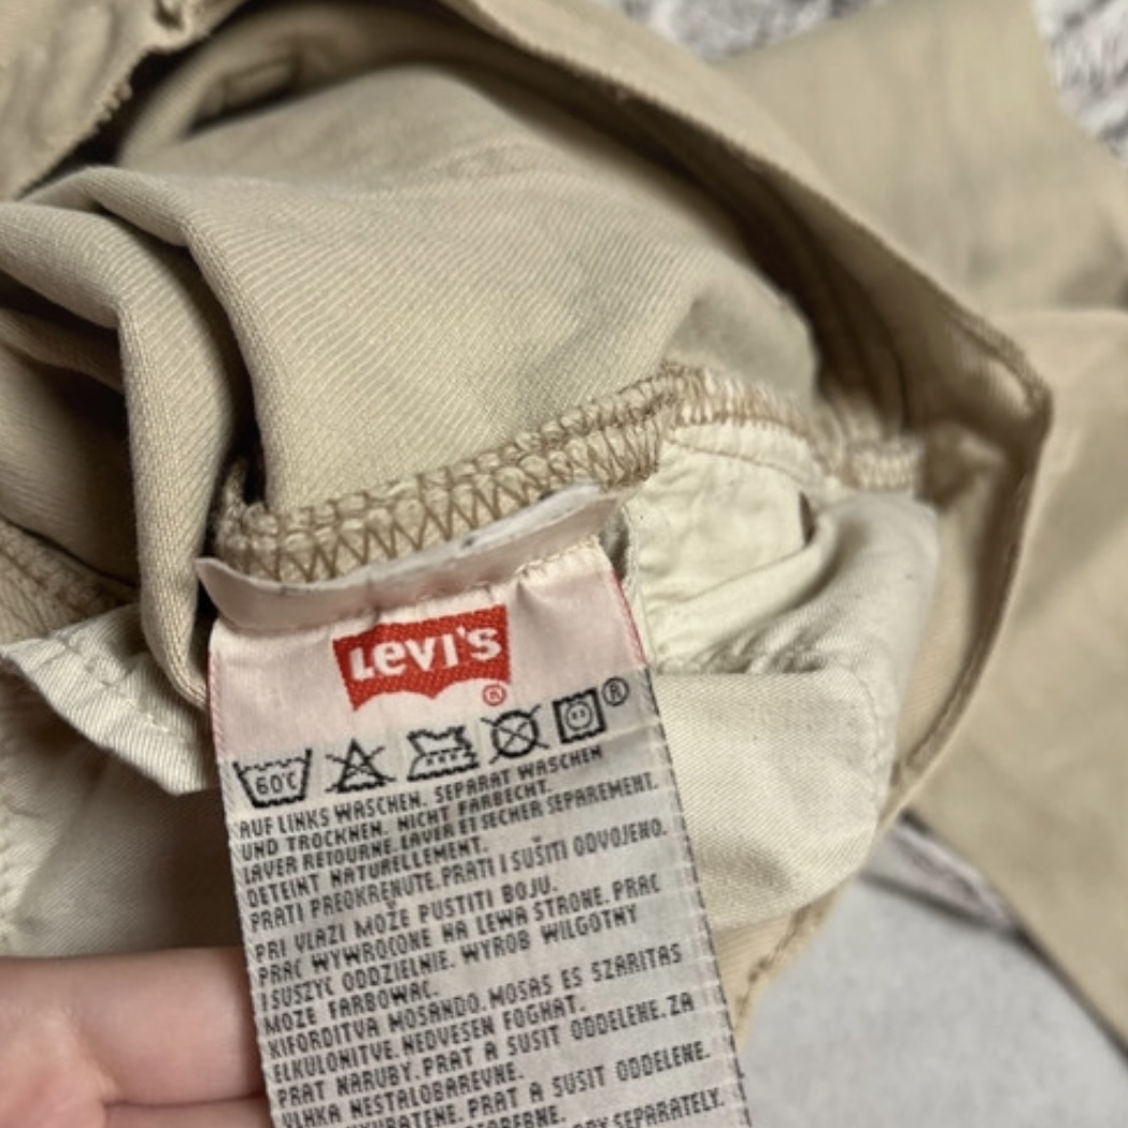 Levi's
®
60℃ ®
AUF LINKS WASCHEN. SEPARAT WASCHEN
UND TROCKNEN. NICHT FARBECHT.
LAVER RETOURNE. LAVER ET SECHER SEPAREMENT.
DETEINT NATURELLEMENT.
PRATI PREOKRENUTE. PRATI I SUŠITI ODVOJENO.
PRI VLAZI MOŽE PUSTITI BOJU.
PRAC WYWROCONE NA LEWA STRONE. PRAC
I SUSZYC ODDZIELNIE. WYROB WILGOTNY
MOZE FARBOWAC.
KIFORDITVA MOSANDO. MOSAS ES SZARITAS
ELKULONITVE. NEDVESEN FOGHAT.
PRAT NARUBY. PRAT A SUSIT ODDELENE. ZA
VLHKA NESTALOBAREVNE.
PRAT A SUSIT ODDELENE.
SEPARATELY.